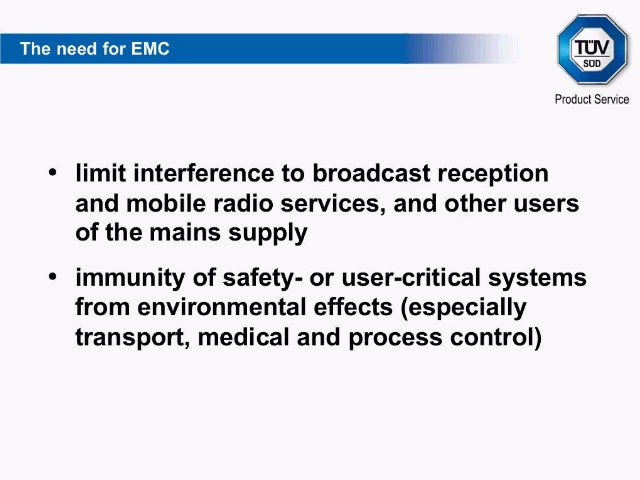 The need for EMC
TÜV
SÜD
Product Service
• limit interference to broadcast reception
and mobile radio services, and other users
of the mains supply
• immunity of safety- or user-critical systems
from environmental effects (especially
transport, medical and process control)